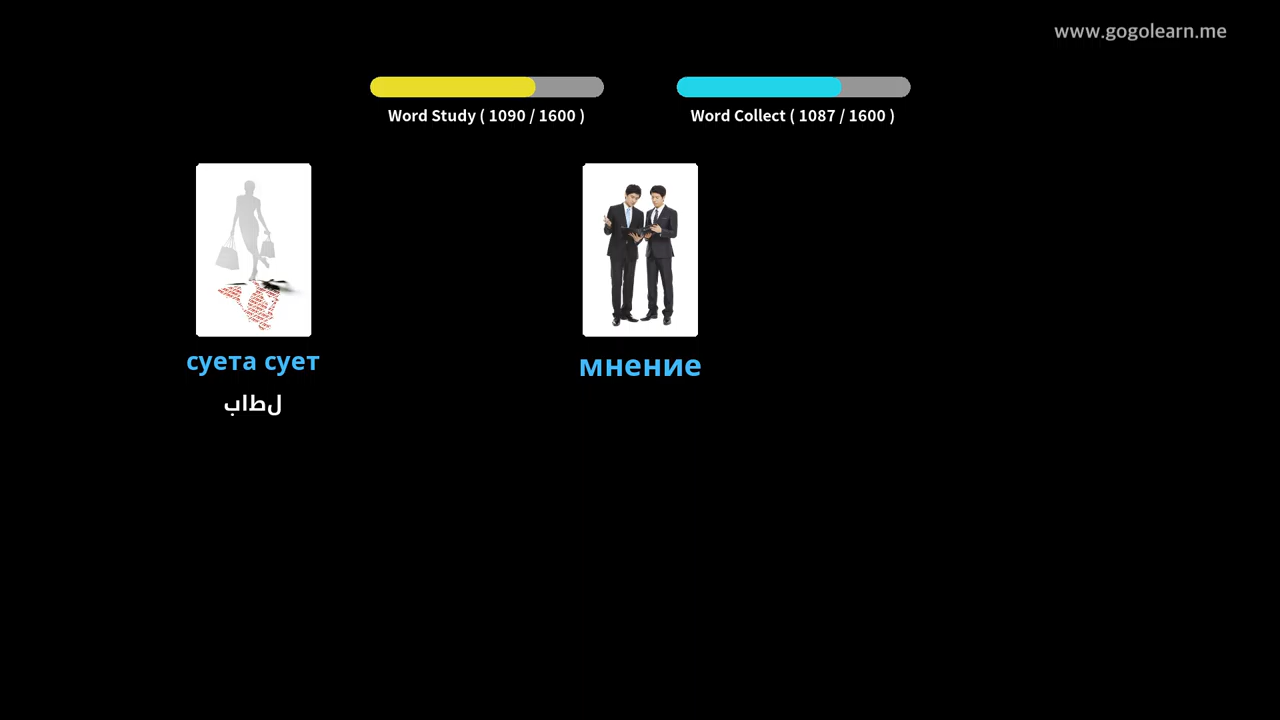 www.gogolearn.me
Word Study ( 1090 / 1600 )
Word Collect ( 1087 / 1600 )
суета сует
мнение
لطاب